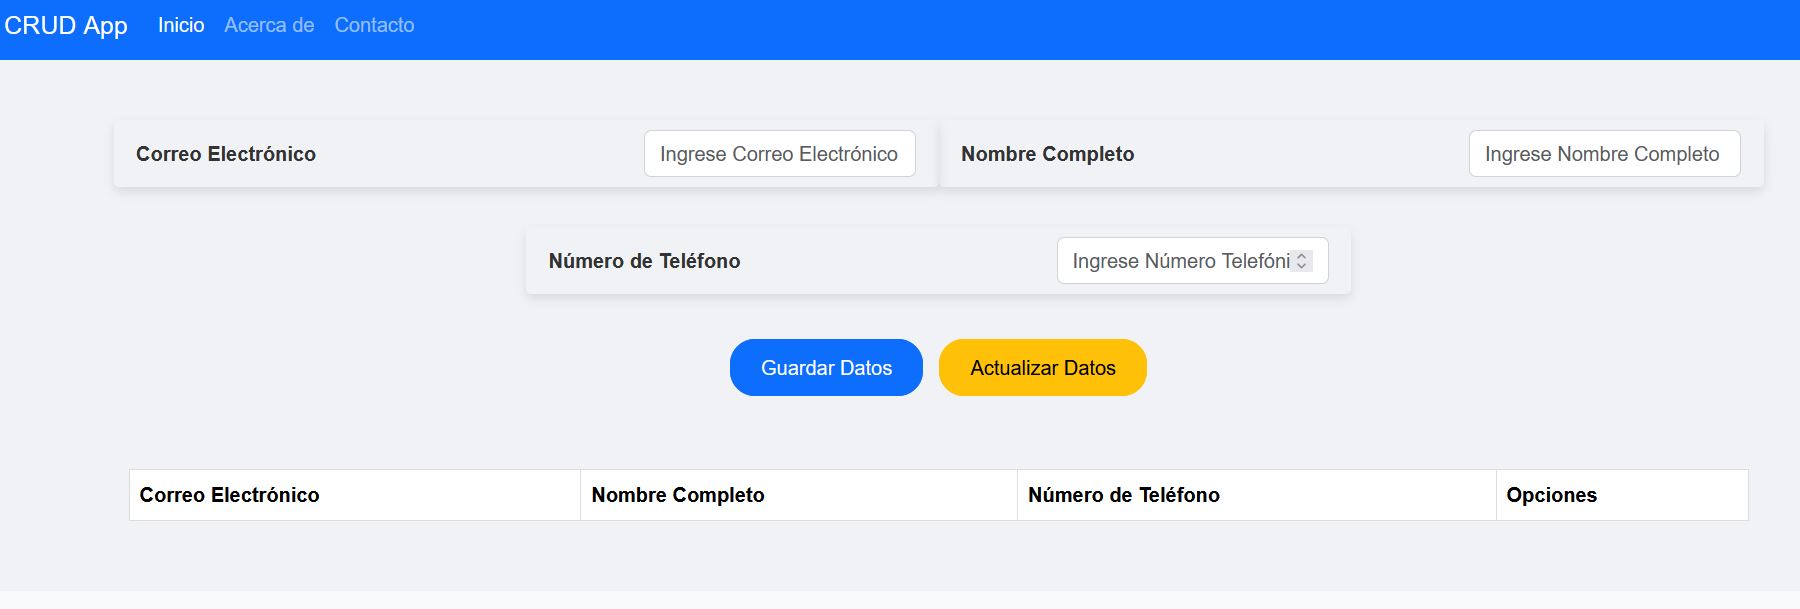 CRUD App Inicio Acerca de Contacto
Correo Electrónico Ingrese Correo Electrónico Nombre Completo Ingrese Nombre Completo
Número de Teléfono Ingrese Número Telefóni
Guardar Datos Actualizar Datos
Correo Electrónico Nombre Completo Número de Teléfono Opciones